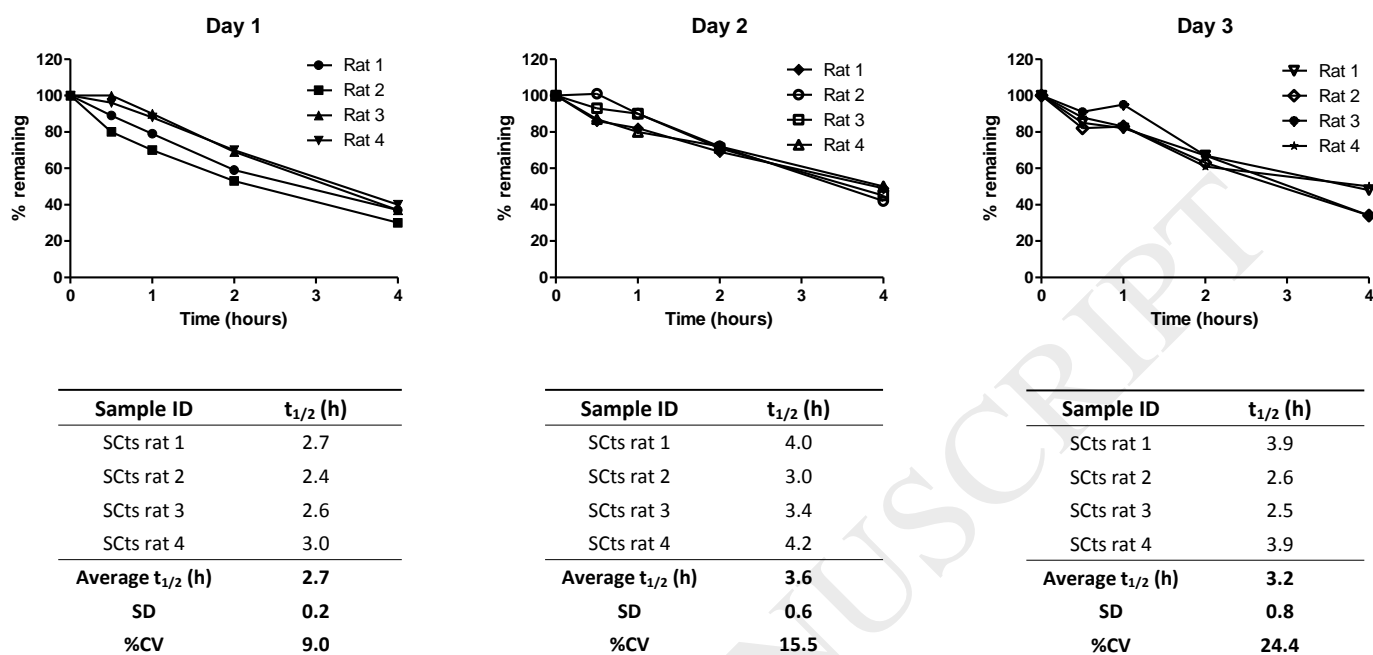 Day 1
120
100
80
60
40
20
0
% remaining
Rat 1
Rat 2
Rat 3
Rat 4
0 1 2 3 4
Time (hours)
Day 2
120
100
80
60
40
20
0
% remaining
Rat 1
Rat 2
Rat 3
Rat 4
0 1 2 3 4
Time (hours)
Day 3
120
100
80
60
40
20
0
% remaining
Rat 1
Rat 2
Rat 3
Rat 4
0 1 2 3 4
Time (hours)
Sample ID t1/2 (h)
SCts rat 1 2.7
SCts rat 2 2.4
SCts rat 3 2.6
SCts rat 4 3.0
Average t1/2 (h) 2.7
SD 0.2
%CV 9.0
Sample ID t1/2 (h)
SCts rat 1 4.0
SCts rat 2 3.0
SCts rat 3 3.4
SCts rat 4 4.2
Average t1/2 (h) 3.6
SD 0.6
%CV 15.5
Sample ID t1/2 (h)
SCts rat 1 3.9
SCts rat 2 2.6
SCts rat 3 2.5
SCts rat 4 3.9
Average t1/2 (h) 3.2
SD 0.8
%CV 24.4
NUSCRIPT